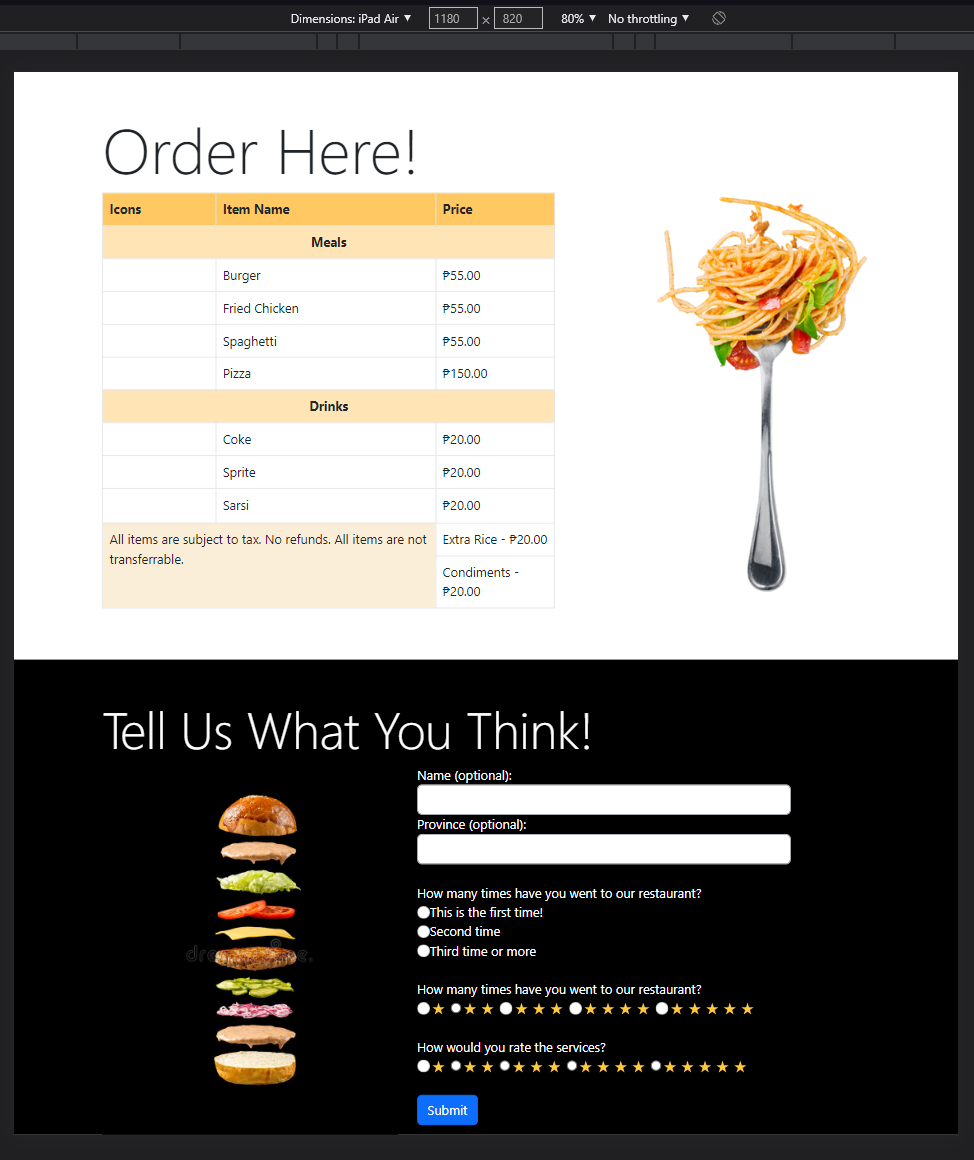 Dimensions: iPad Air ▼ 1180 × 820 80% ▼ No throttling ▼
Order Here!
Icons Item Name Price
Meals
Burger ₱55.00
Fried Chicken ₱55.00
Spaghetti ₱55.00
Pizza ₱150.00
Drinks
Coke ₱20.00
Sprite ₱20.00
Sarsi ₱20.00
All items are subject to tax. No refunds. All items are not
transferrable.
Extra Rice - ₱20.00
Condiments -
₱20.00
Tell Us What You Think!
Name (optional):
Province (optional):
How many times have you went to our restaurant?
This is the first time!
Second time
Third time or more
How many times have you went to our restaurant?
★ ★ ★ ★ ★ ★ ★ ★ ★ ★ ★ ★ ★ ★ ★
How would you rate the services?
★ ★ ★ ★ ★ ★ ★ ★ ★ ★ ★ ★ ★ ★ ★
Submit